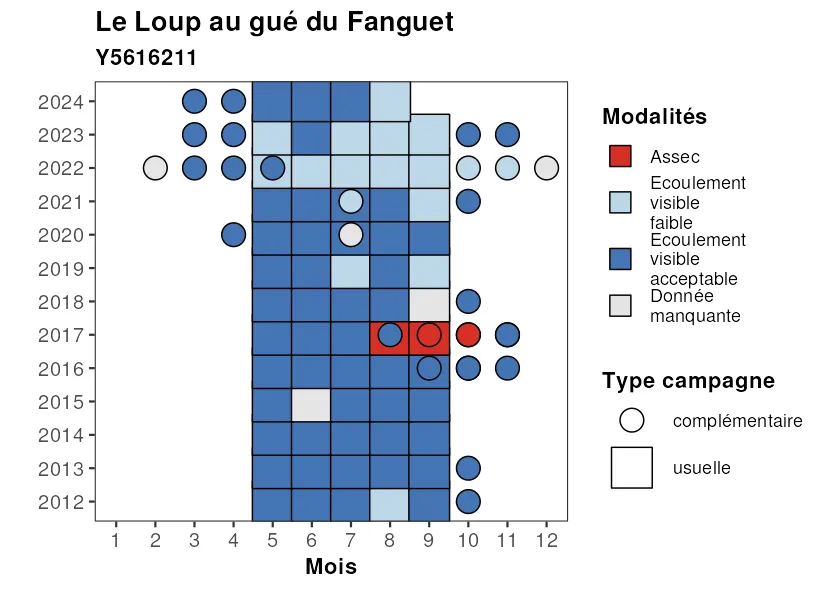 Le Loup au gué du Fanguet
Y5616211
2024
2023
2022
2021
2020
2019
2018
2017
2016
2015
2014
2013
2012
1 2 3 4 5 6 7 8 9 10 11 12
Mois
Modalités
Assec
Ecoulement
visible
faible
Ecoulement
visible
acceptable
Donnée
manquante
Type campagne
complémentaire
usuelle